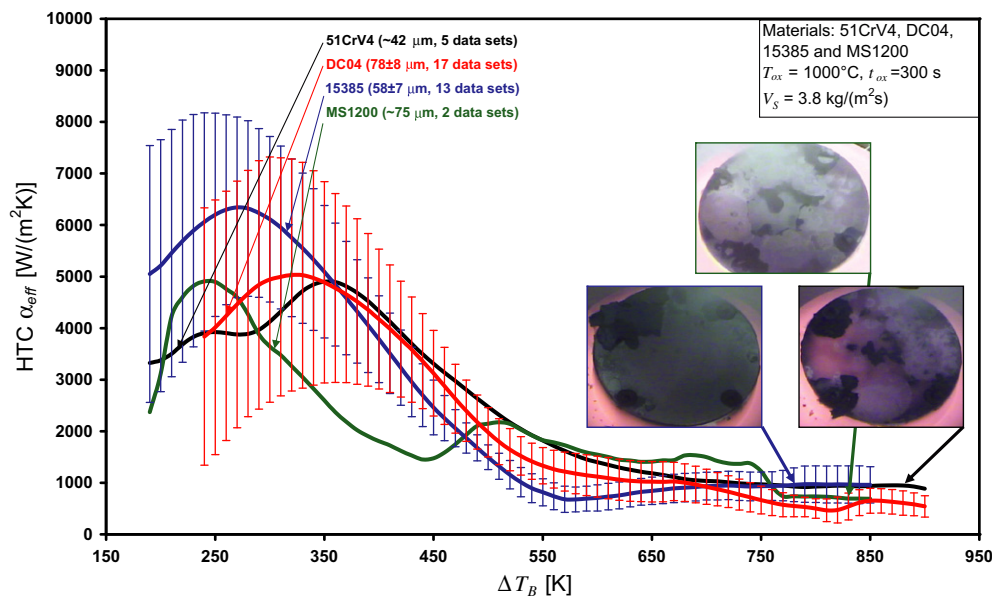 10000
9000
8000
7000
6000
5000
4000
3000
2000
1000
0
HTC α_eff [W/(m²K)]
51CrV4 (~42 μm, 5 data sets)
DC04 (78±8 μm, 17 data sets)
15385 (58±7 μm, 13 data sets)
MS1200 (~75 μm, 2 data sets)
Materials: 51CrV4, DC04,
15385 and MS1200
T_ox = 1000°C, t_ox =300 s
V_S = 3.8 kg/(m²s)
150 250 350 450 550 650 750 850 950
Δ T_B [K]